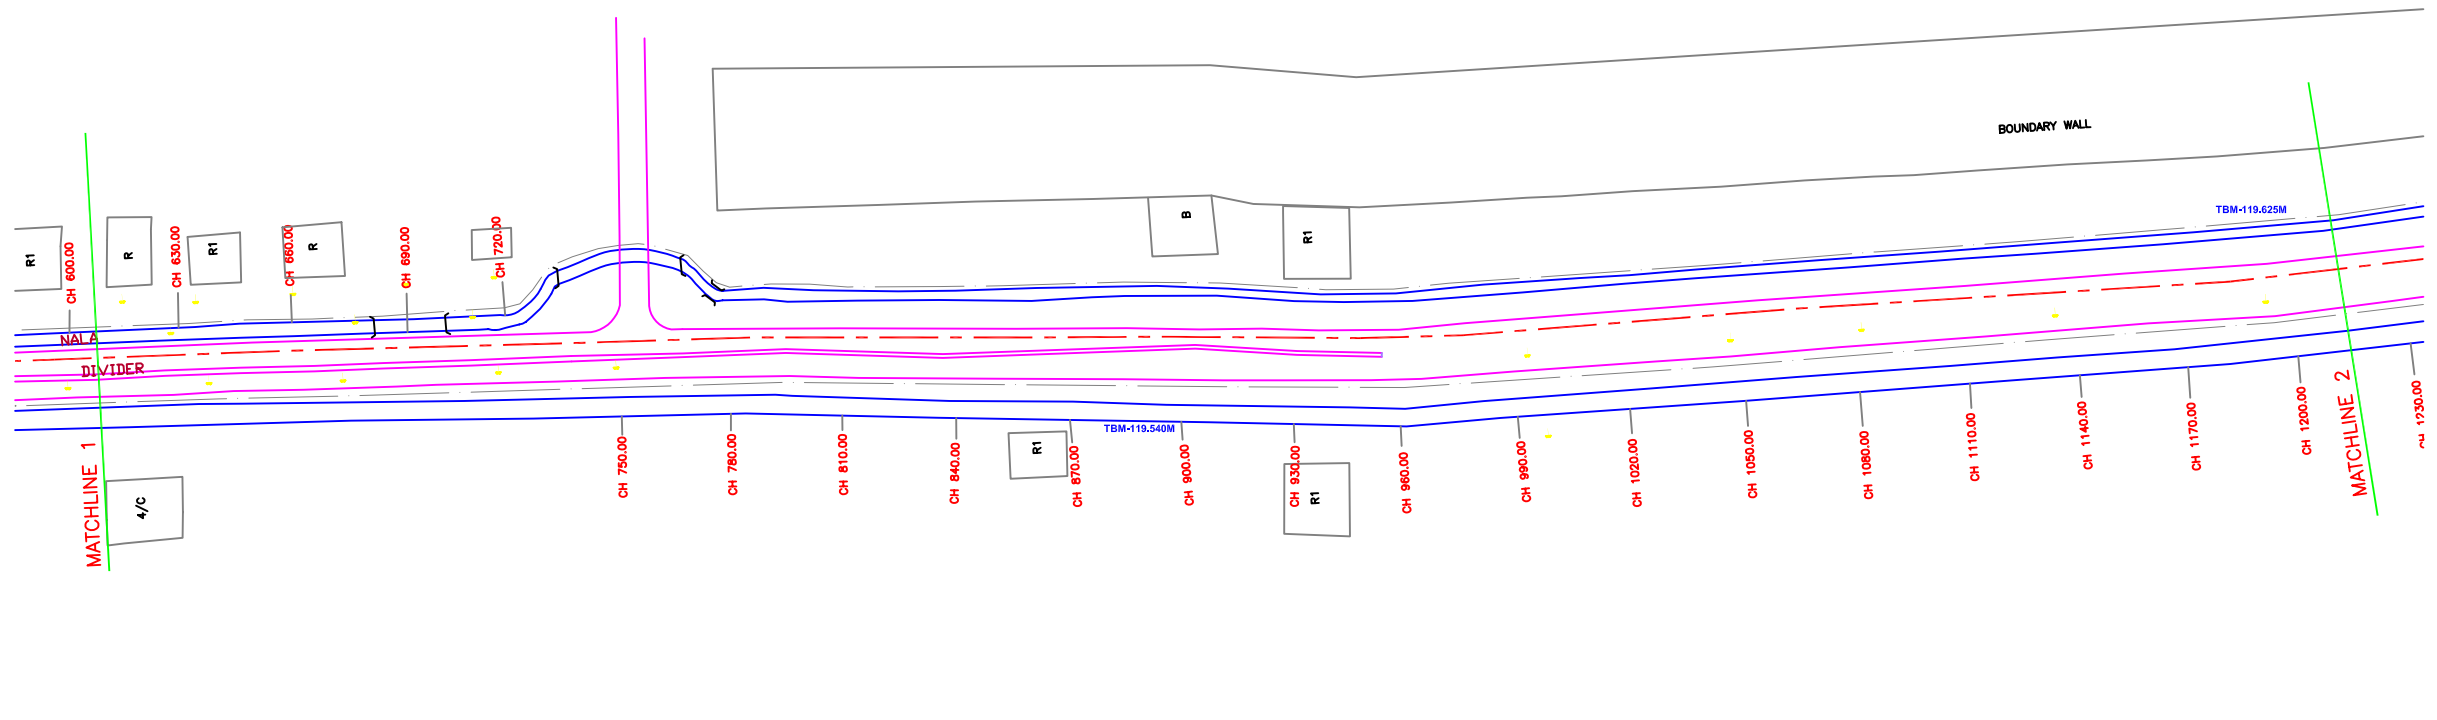 BOUNDARY WALL
TBM-119.625M
R1
CH 600.00
R
CH 630.00
R1
CH 660.00
R
CH 690.00
CH 720.00
B
R1
NALA
DIVIDER
MATCHLINE 1
4/C
CH 750.00
CH 780.00
CH 810.00
CH 840.00
R1
CH 870.00
TBM-119.540M
CH 900.00
CH 930.00
R1
CH 960.00
CH 990.00
CH 1020.00
CH 1050.00
CH 1080.00
CH 1110.00
CH 1140.00
CH 1170.00
CH 1200.00
MATCHLINE 2
CH 1230.00